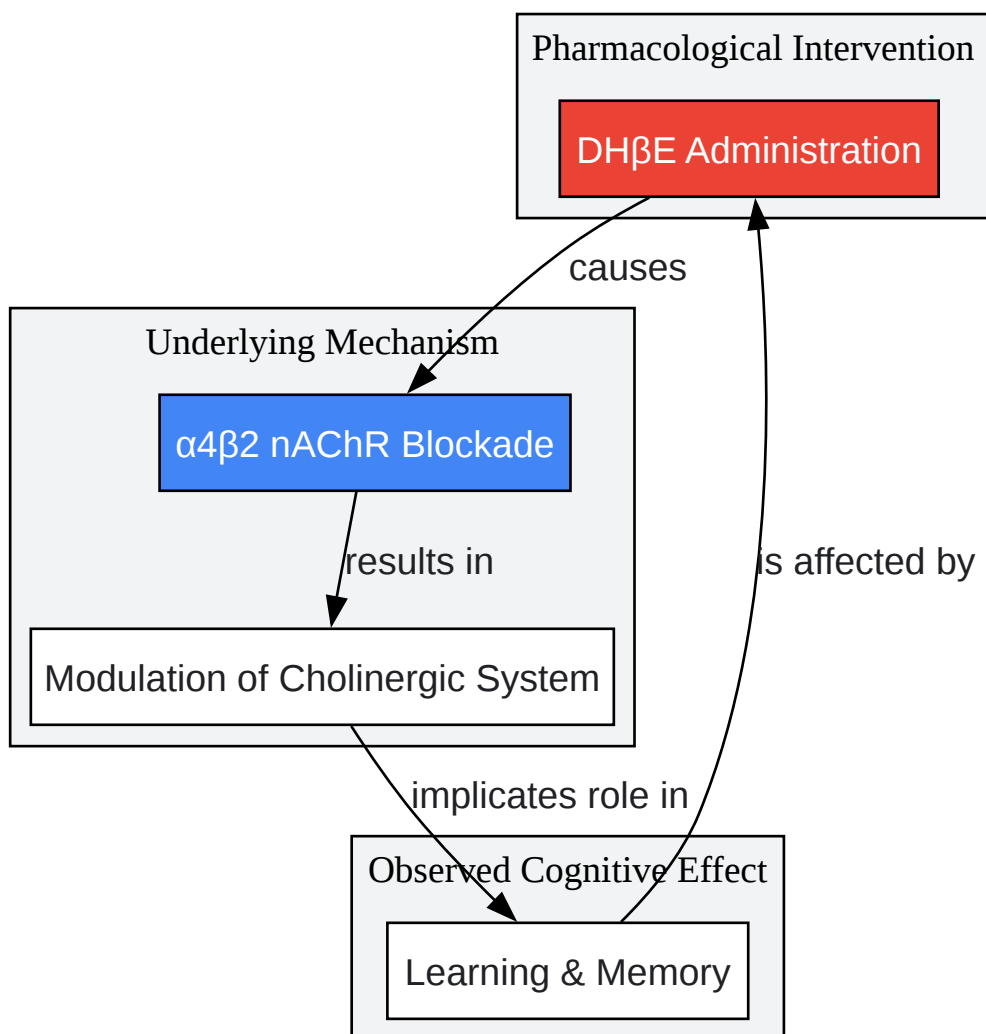 Pharmacological Intervention
DHβE Administration
causes
Underlying Mechanism
α4β2 nAChR Blockade
results in
is affected by
Modulation of Cholinergic System
implicates role in
Observed Cognitive Effect
Learning & Memory